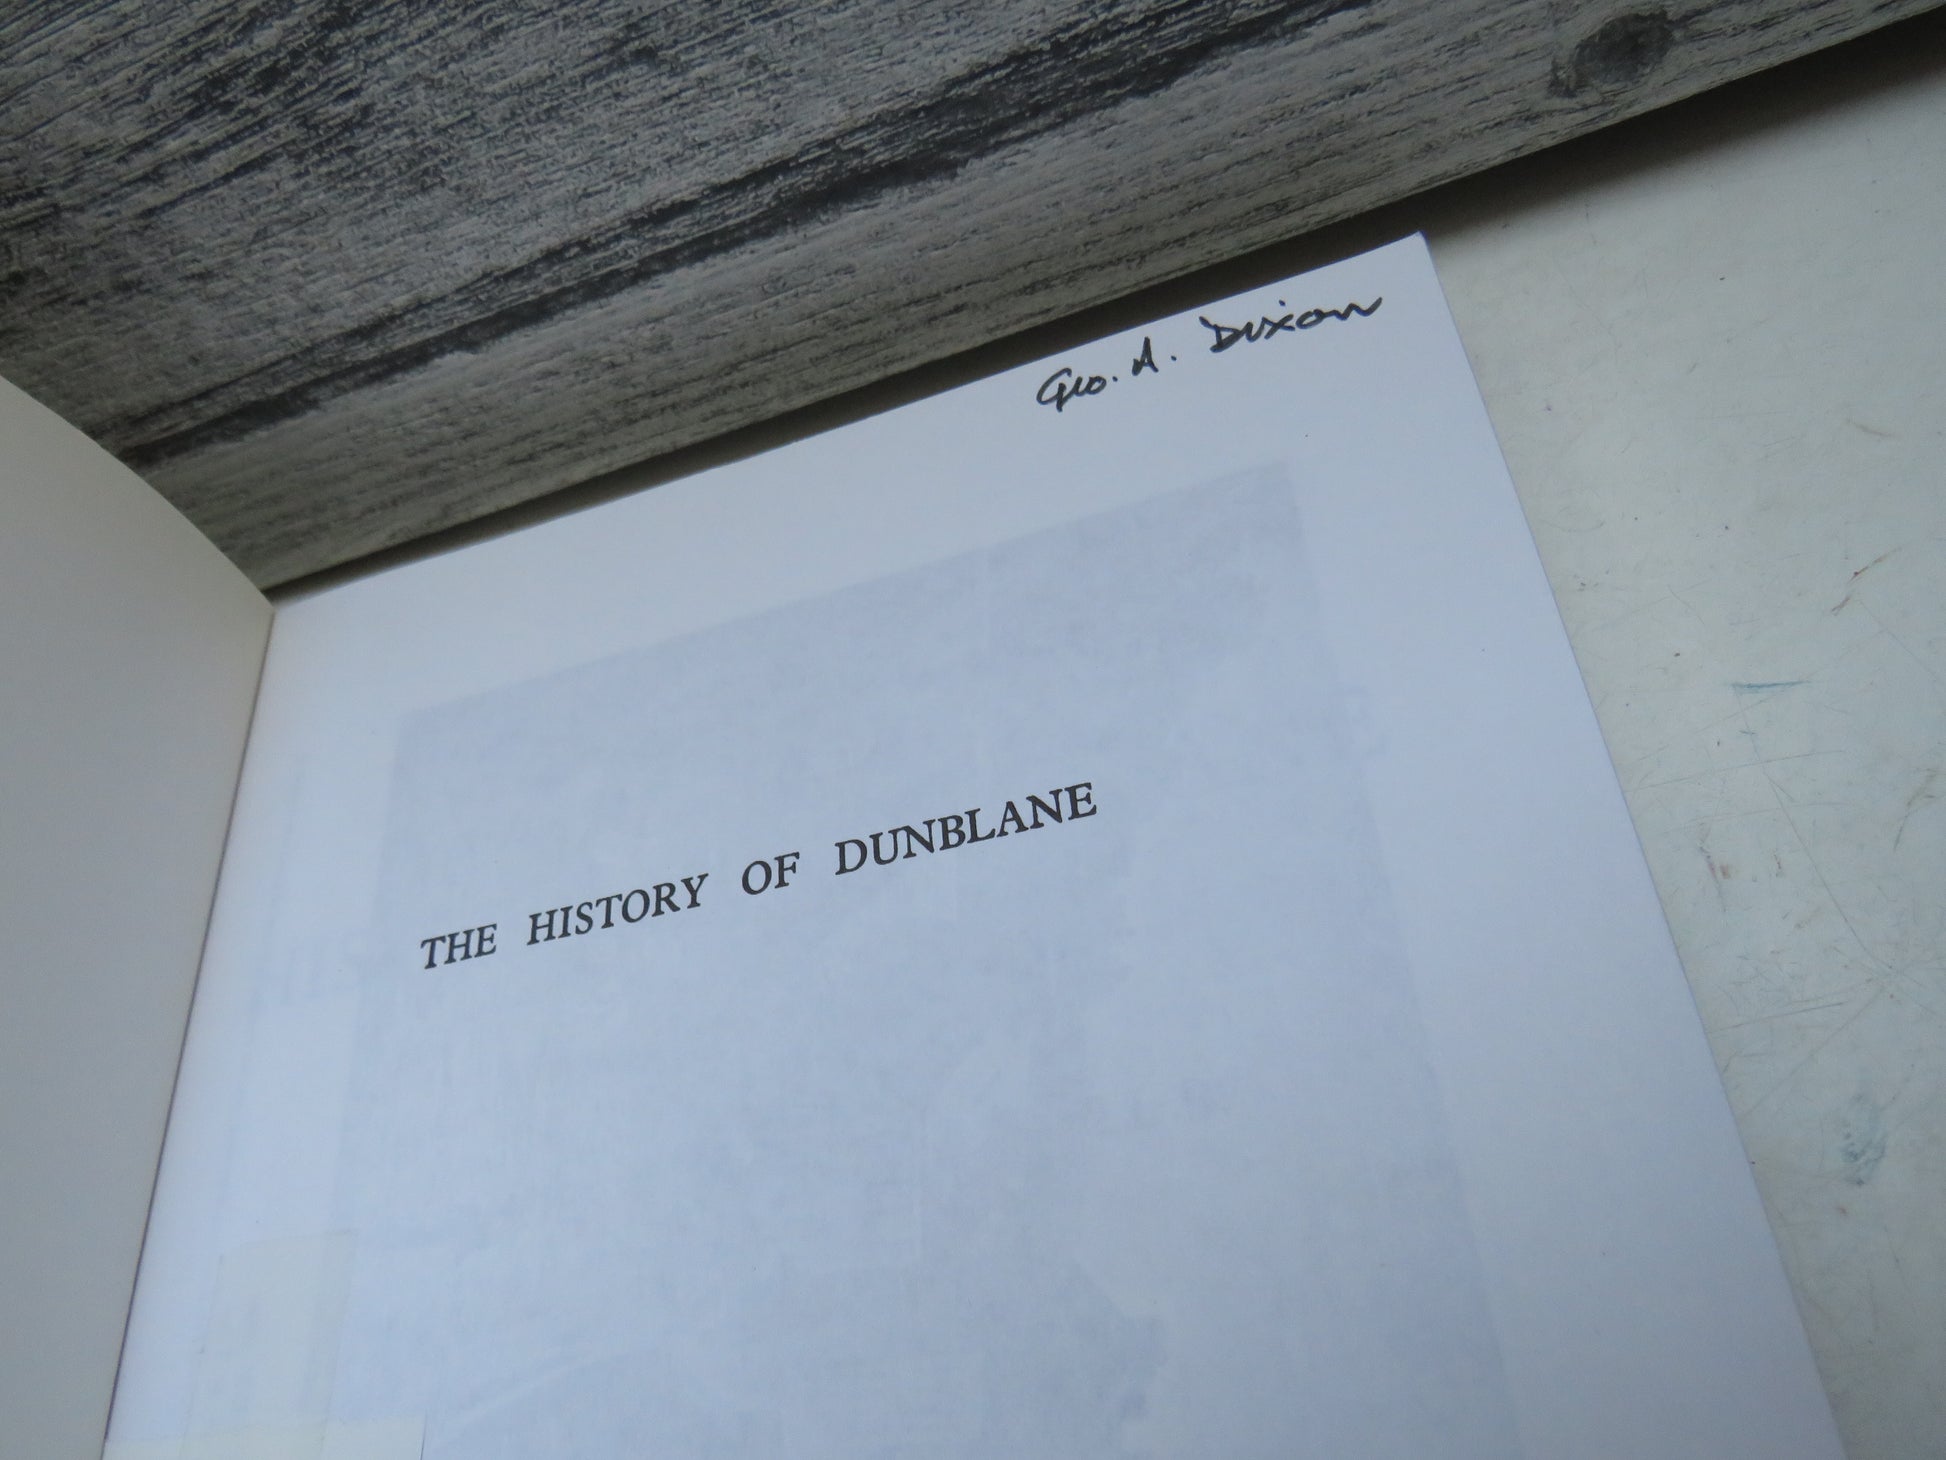 Geo. A. Dixon
THE HISTORY OF DUNBLANE